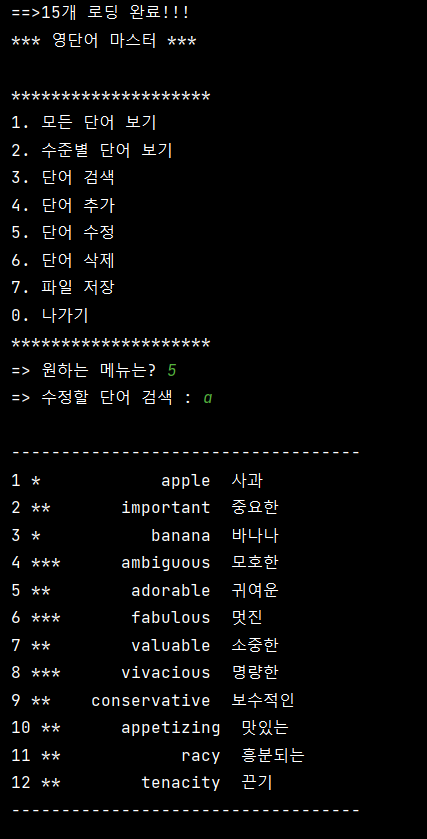 ==>15개 로딩 완료!!!
*** 영단어 마스터 ***
********************
1. 모든 단어 보기
2. 수준별 단어 보기
3. 단어 검색
4. 단어 추가
5. 단어 수정
6. 단어 삭제
7. 파일 저장
0. 나가기
********************
=> 원하는 메뉴는? 5
=> 수정할 단어 검색 : a
-----------------------------------
1 *            apple  사과
2 **       important  중요한
3 *           banana  바나나
4 ***      ambiguous  모호한
5 **        adorable  귀여운
6 ***       fabulous  멋진
7 **        valuable  소중한
8 ***      vivacious  명량한
9 **    conservative  보수적인
10 **      appetizing  맛있는
11 **            racy  흥분되는
12 **        tenacity  끈기
-----------------------------------